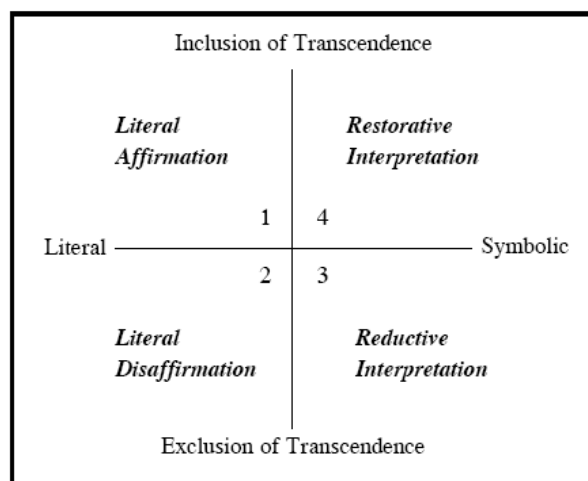 Inclusion of Transcendence
Literal
Affirmation
Restorative
Interpretation
1
4
Literal
Symbolic
2
3
Literal
Disaffirmation
Reductive
Interpretation
Exclusion of Transcendence